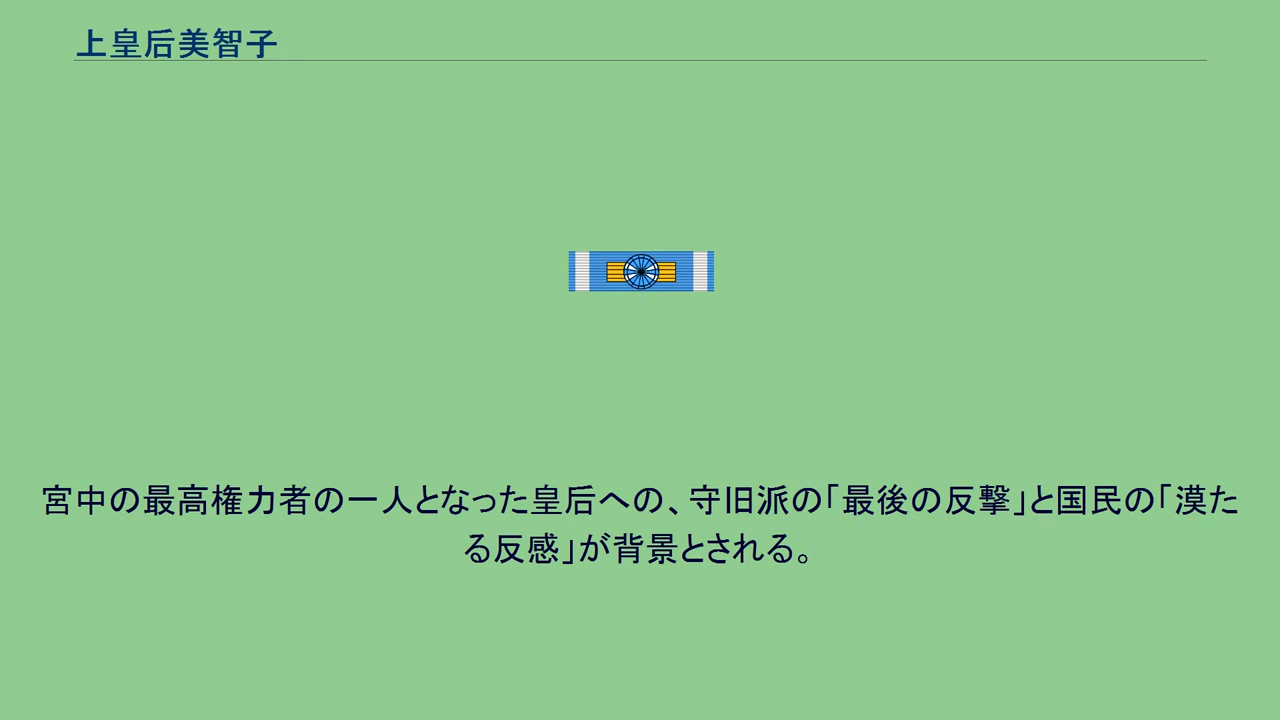 上皇后美智子
宮中の最高権力者の一人となった皇后への、守旧派の「最後の反撃」と国民の「漠た
る反感」が背景とされる。